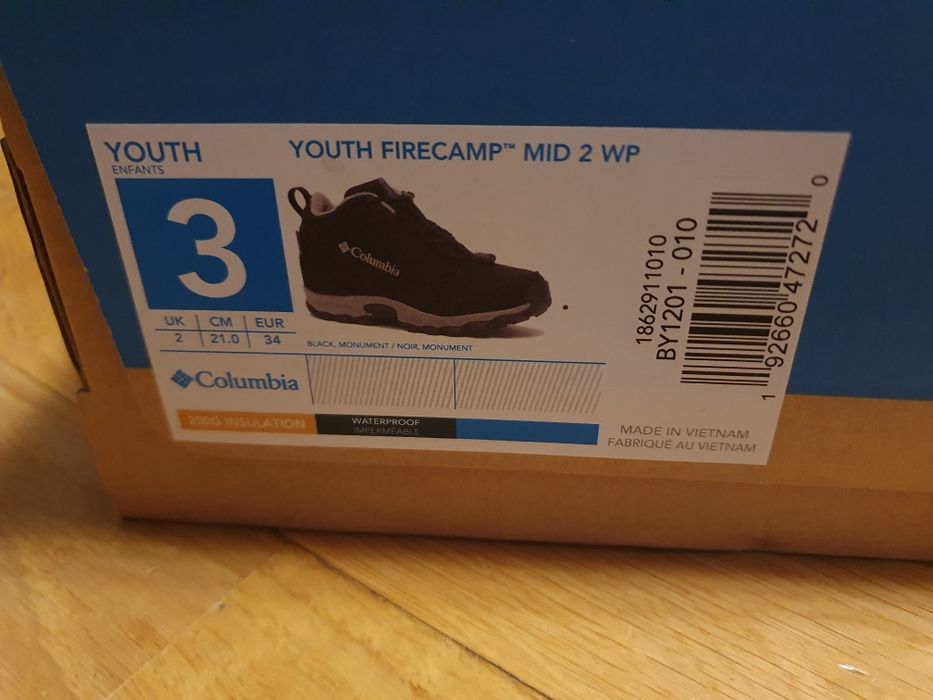 YOUTH
ENFANTS
YOUTH FIRECAMP™ MID 2 WP
3
UK CM EUR
2 21.0 34
Columbia
BLACK, MONUMENT / NOIR, MONUMENT
Columbia
200G INSULATION
WATERPROOF
IMPERMÉABLE
1862911010
BY1201 - 010
1 92660 47272 0
MADE IN VIETNAM
FABRIQUÉ AU VIETNAM